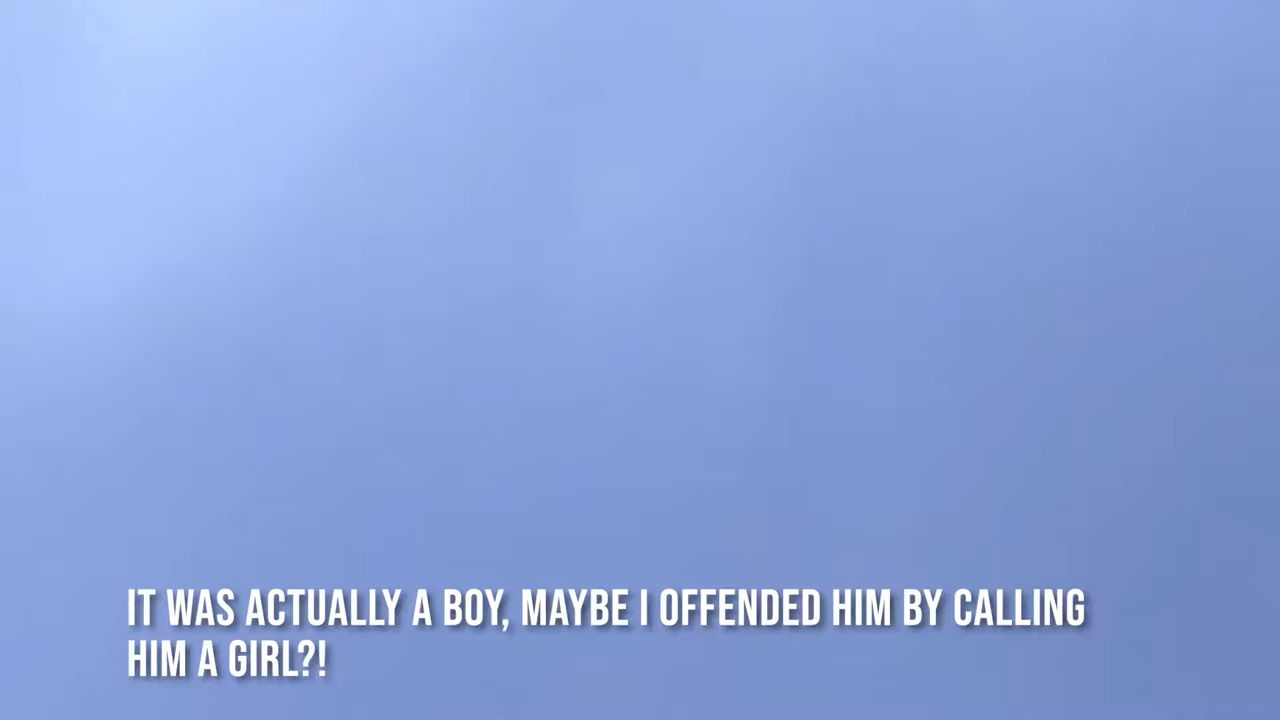 IT WAS ACTUALLY A BOY, MAYBE I OFFENDED HIM BY CALLING
HIM A GIRL?!